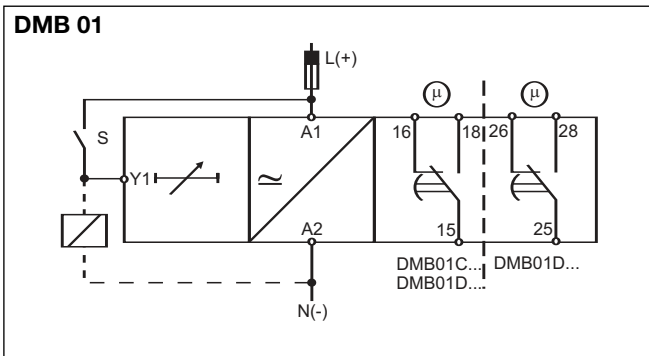 DMB 01
L(+)
μ μ
S
A1
16 18 26 28
Y1
≃
A2
15 25
DMB01C... DMB01D...
DMB01D...
N(-)